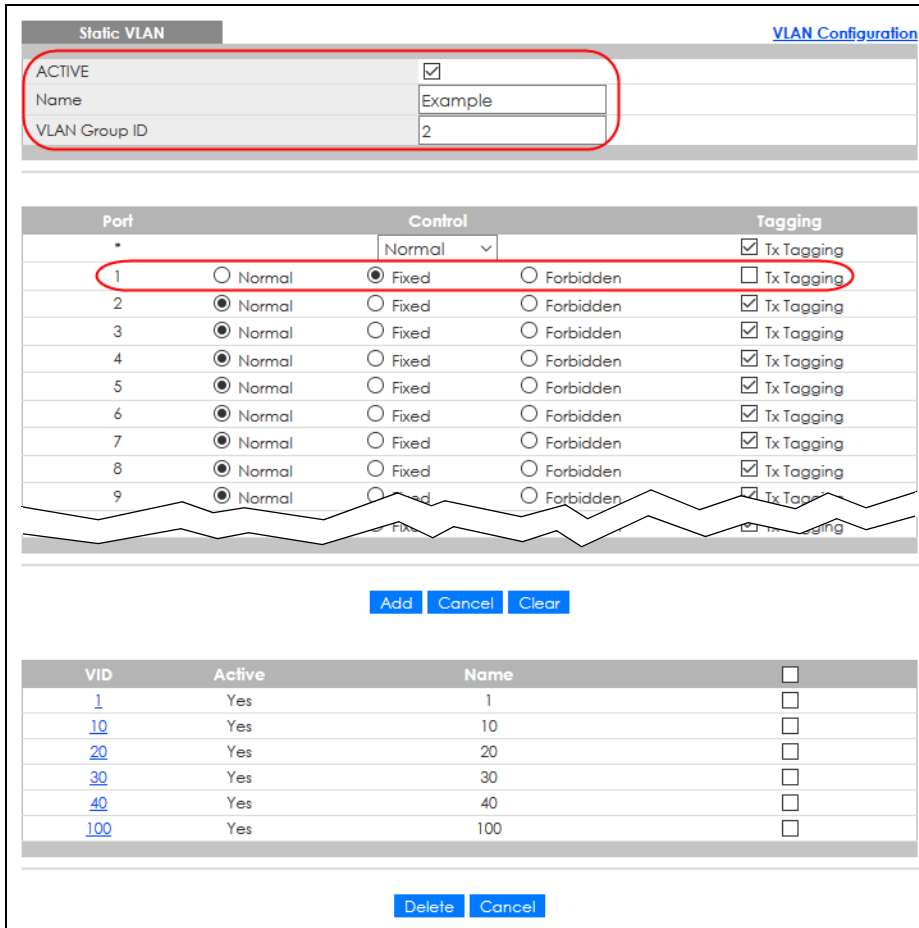 Static VLAN VLAN Configuration
ACTIVE
Name Example
VLAN Group ID 2
Port Control Tagging
* Normal Tx Tagging
1 Normal Fixed Forbidden Tx Tagging
2 Normal Fixed Forbidden Tx Tagging
3 Normal Fixed Forbidden Tx Tagging
4 Normal Fixed Forbidden Tx Tagging
5 Normal Fixed Forbidden Tx Tagging
6 Normal Fixed Forbidden Tx Tagging
7 Normal Fixed Forbidden Tx Tagging
8 Normal Fixed Forbidden Tx Tagging
9 Normal Fixed Forbidden Tx Tagging
Add Cancel Clear
VID Active Name
1 Yes 1
10 Yes 10
20 Yes 20
30 Yes 30
40 Yes 40
100 Yes 100
Delete Cancel